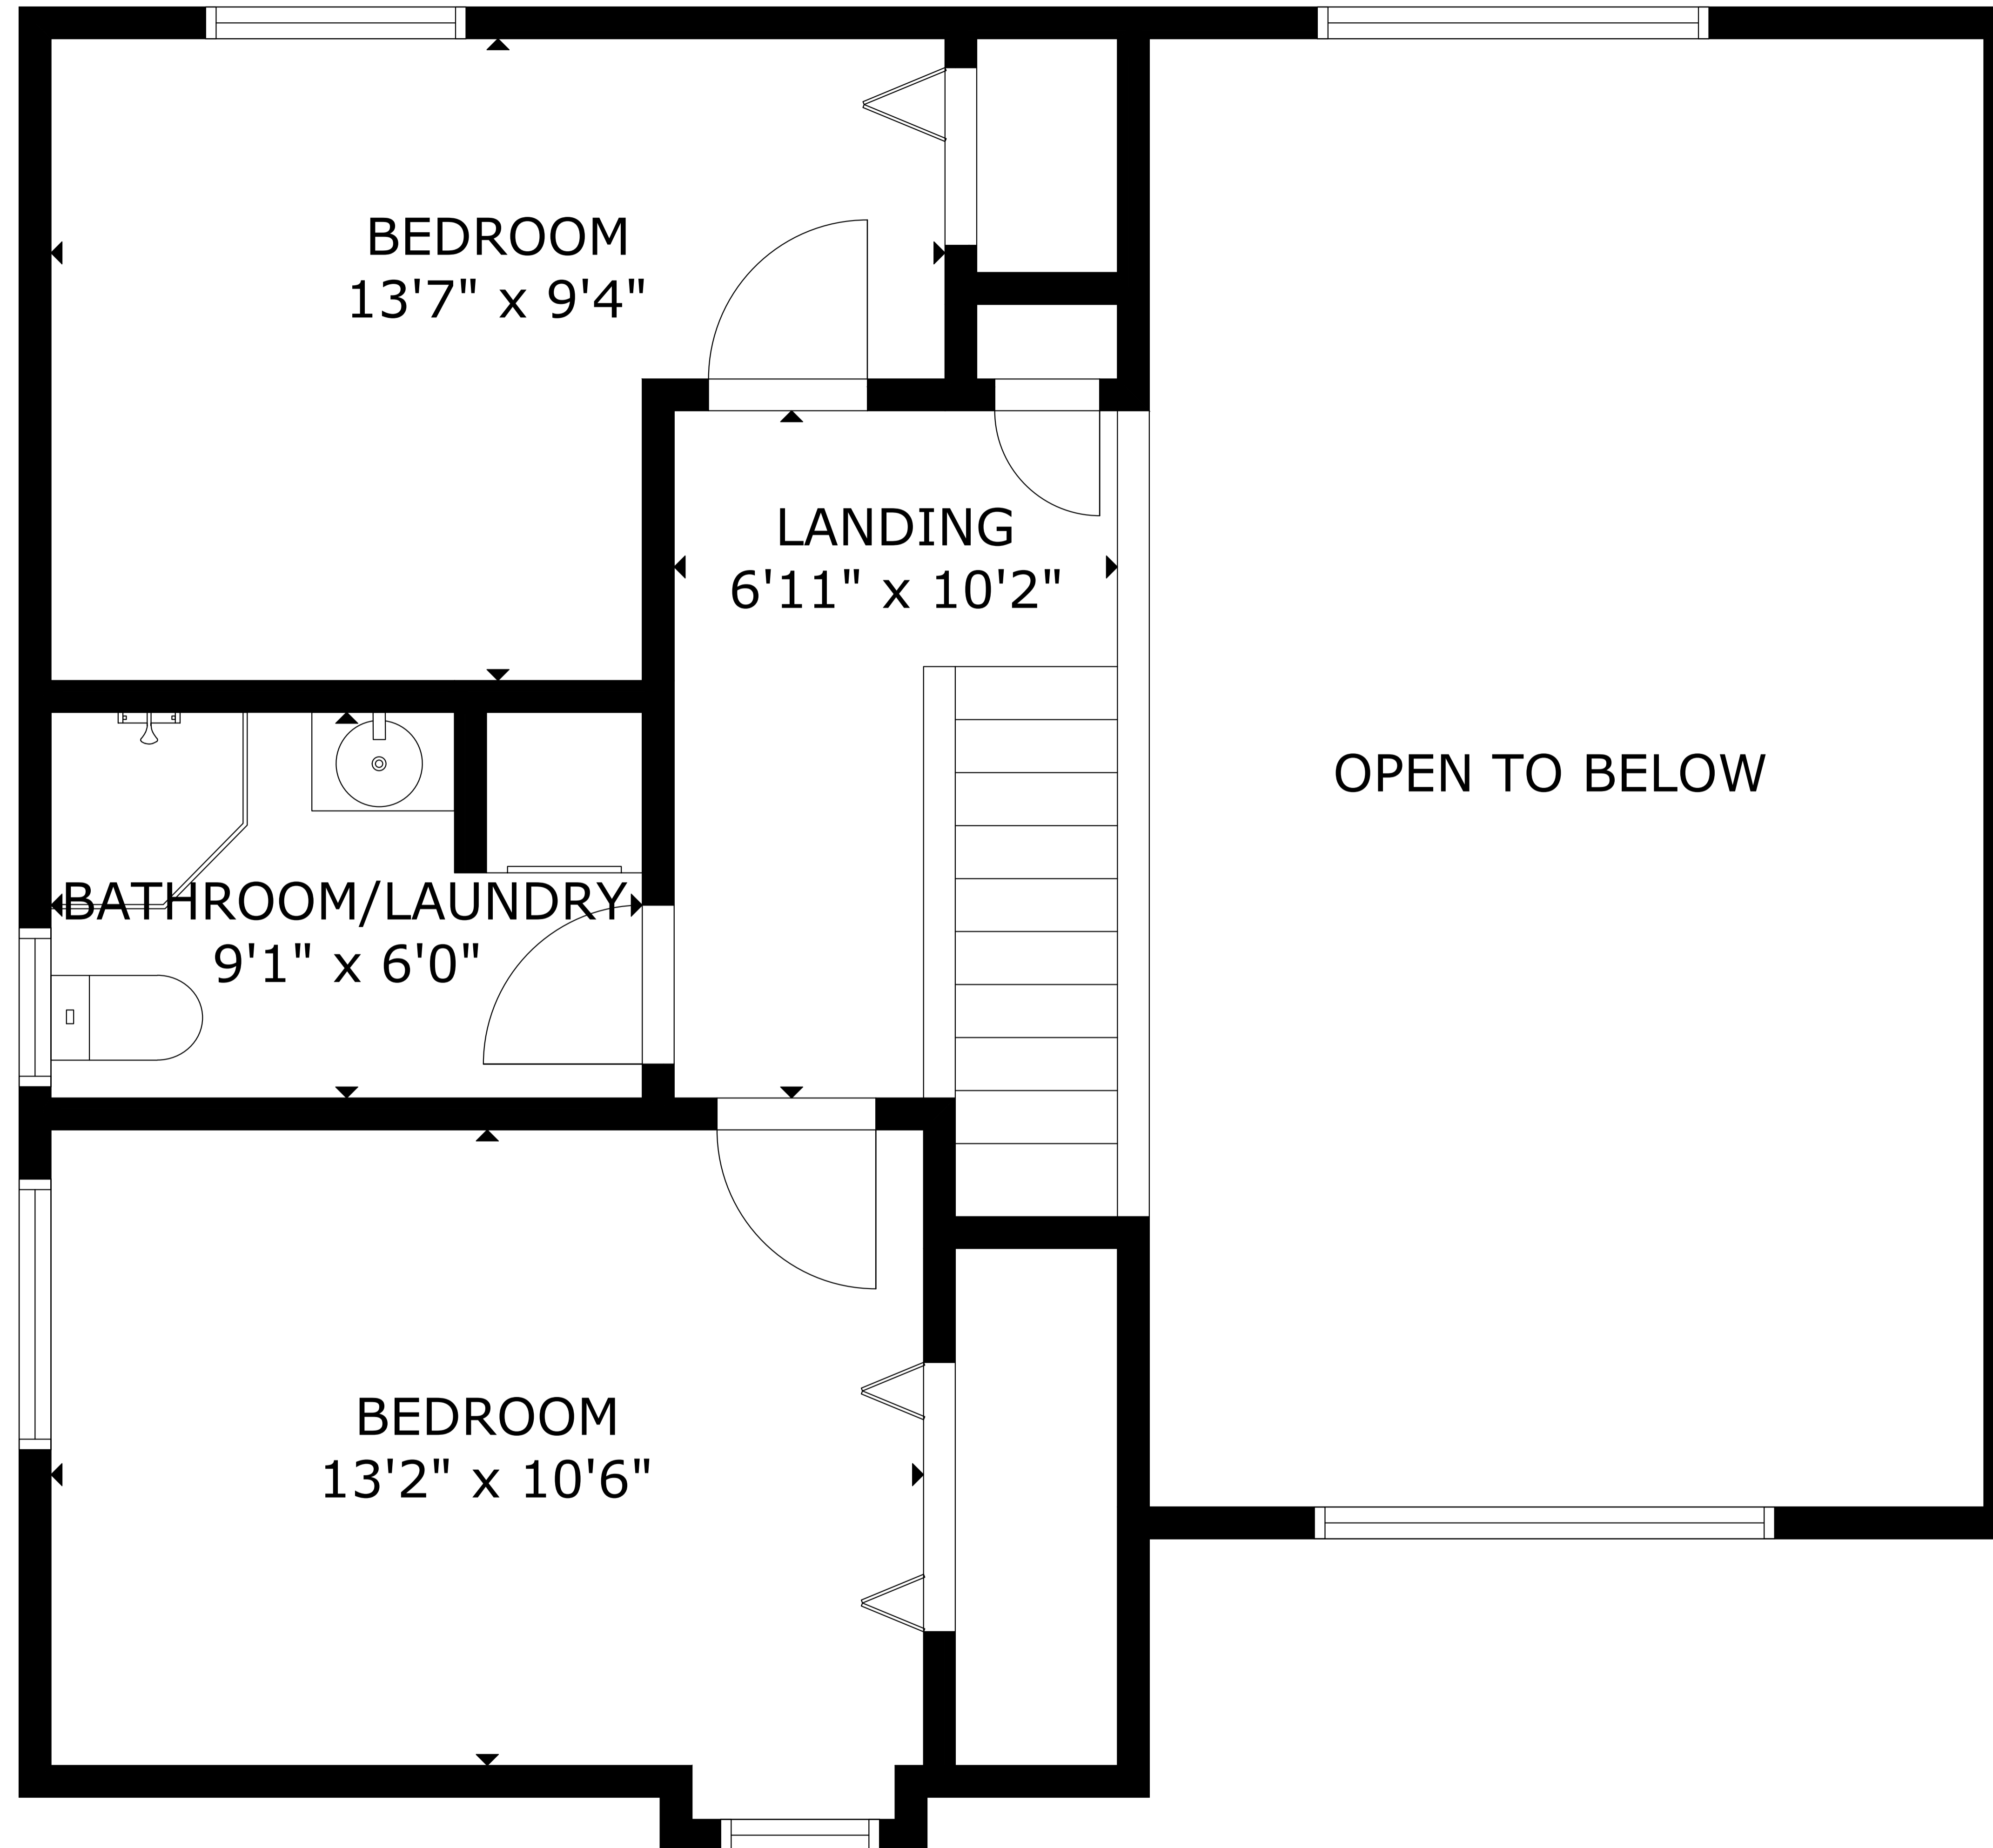 BEDROOM
13'7" x 9'4"
LANDING
6'11" x 10'2"
OPEN TO BELOW
BATHROOM/LAUNDRY
9'1" x 6'0"
BEDROOM
13'2" x 10'6"